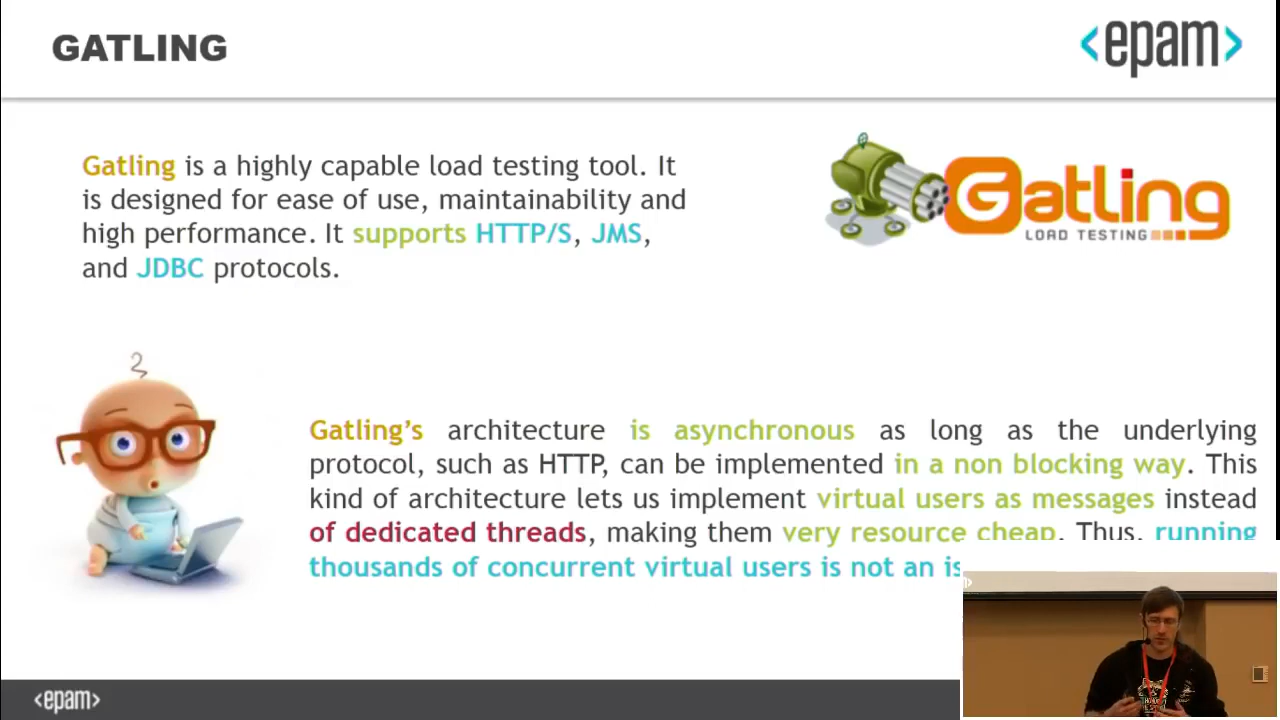 GATLING
<epam>
Gatling is a highly capable load testing tool. It
is designed for ease of use, maintainability and
high performance. It supports HTTP/S, JMS,
and JDBC protocols.
Gatling
LOAD TESTING
Gatling's architecture is asynchronous as long as the underlying
protocol, such as HTTP, can be implemented in a non blocking way. This
kind of architecture lets us implement virtual users as messages instead
of dedicated threads, making them very resource cheap. Thus, running
thousands of concurrent virtual users is not an is
<epam>